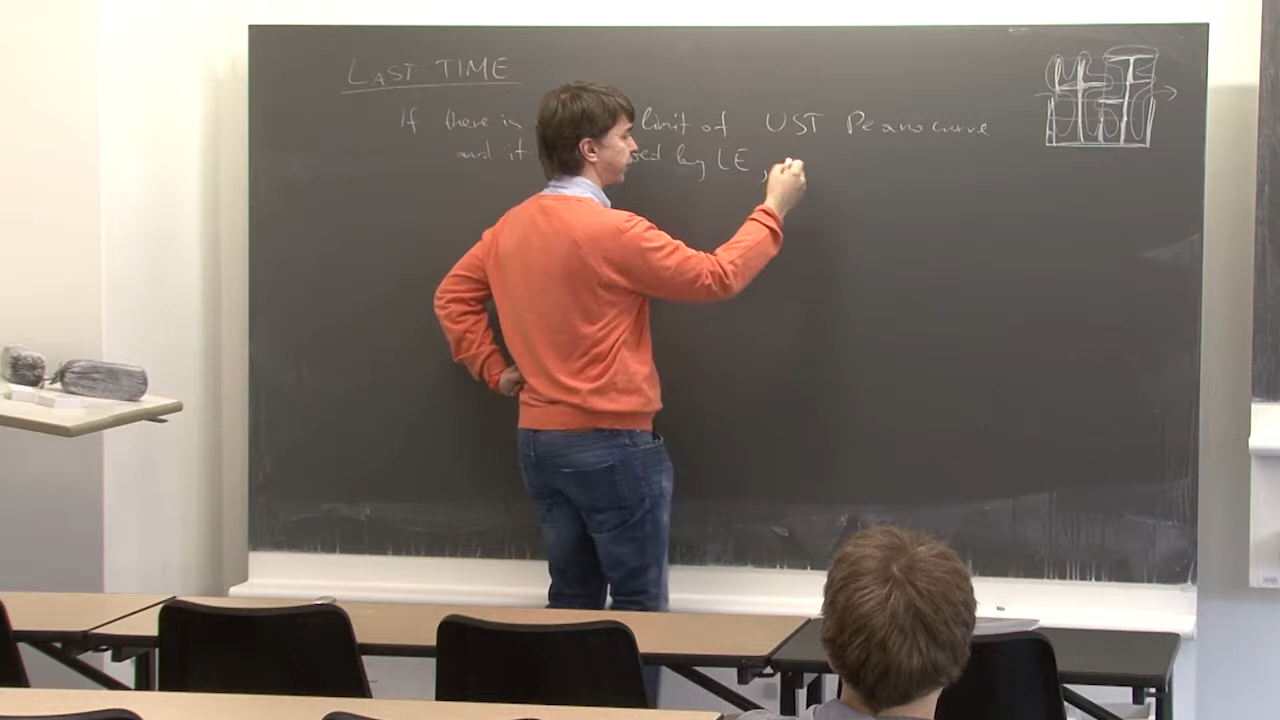 LAST TIME
If there is limit of UST Peano curve
and it by LE,